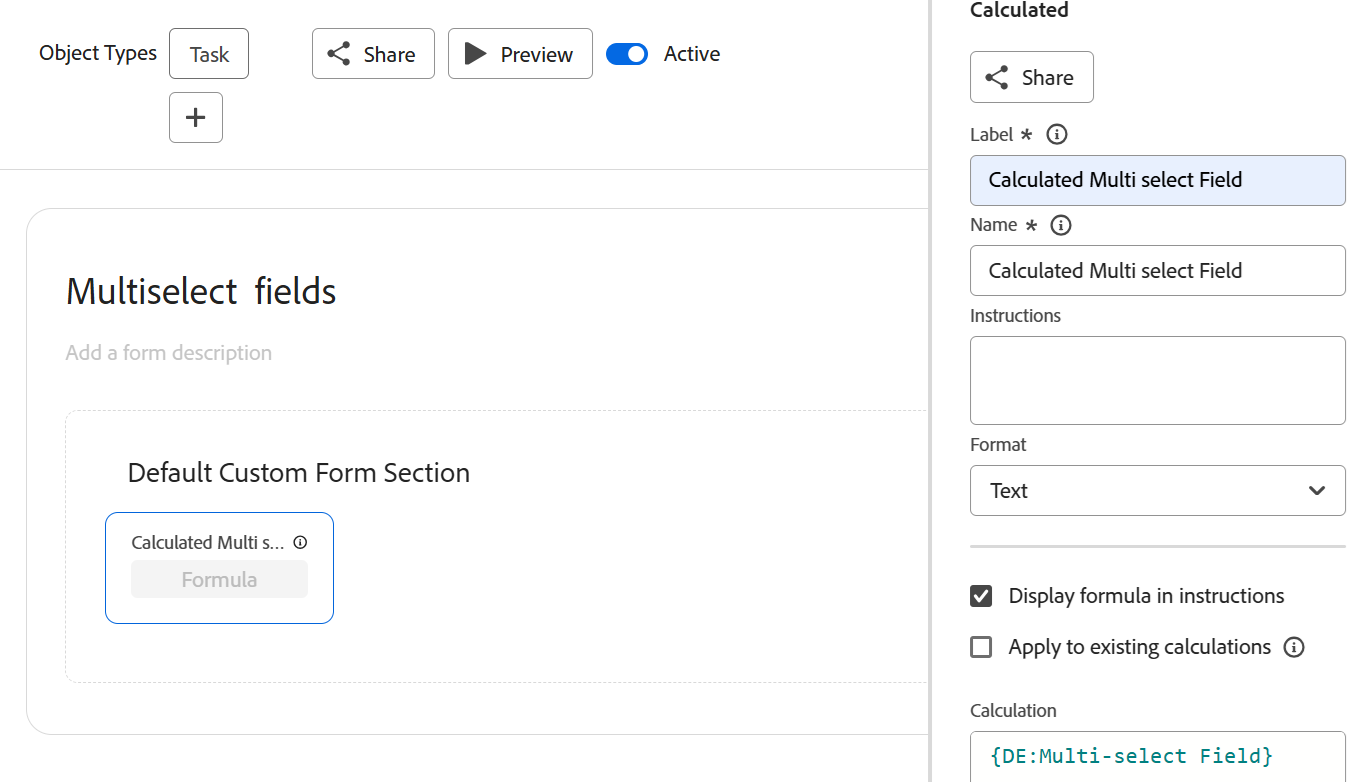 Object Types
Task
Share
Preview
Active
+
Multiselect fields
Add a form description
Default Custom Form Section
Calculated Multi s...
Formula
Calculated
Share
Label *
Calculated Multi select Field
Name *
Calculated Multi select Field
Instructions
Format
Text
Display formula in instructions
Apply to existing calculations
Calculation
{DE:Multi-select Field}